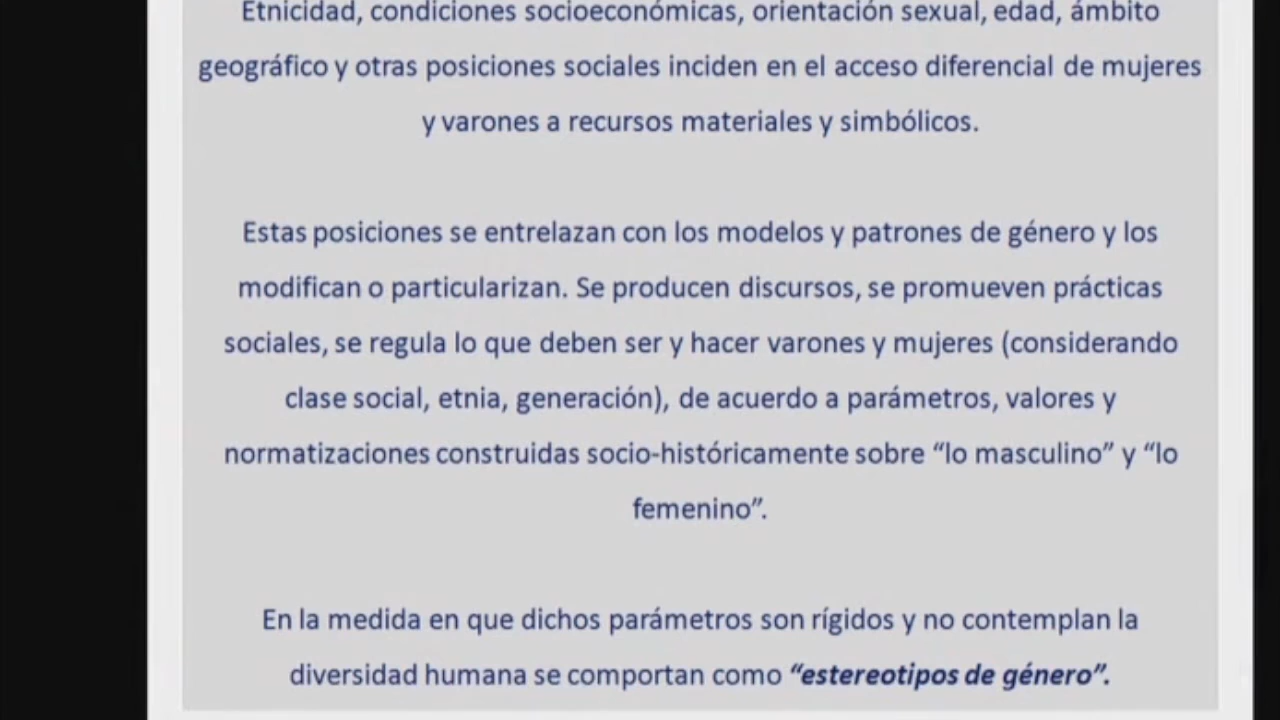 Etnicidad, condiciones socioeconómicas, orientación sexual, edad, ámbito
geográfico y otras posiciones sociales inciden en el acceso diferencial de mujeres
y varones a recursos materiales y simbólicos.
Estas posiciones se entrelazan con los modelos y patrones de género y los
modifican o particularizan. Se producen discursos, se promueven prácticas
sociales, se regula lo que deben ser y hacer varones y mujeres (considerando
clase social, etnia, generación), de acuerdo a parámetros, valores y
normatizaciones construidas socio-históricamente sobre “lo masculino” y “lo
femenino”.
En la medida en que dichos parámetros son rígidos y no contemplan la
diversidad humana se comportan como “estereotipos de género”.